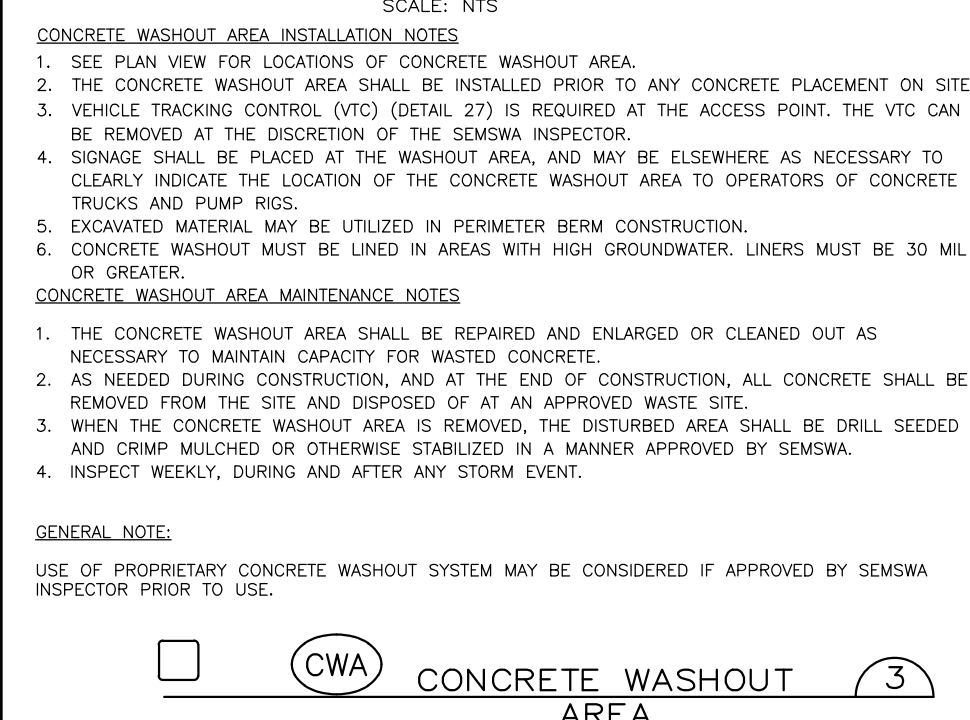 SCALE: NTS
CONCRETE WASHOUT AREA INSTALLATION NOTES
1. SEE PLAN VIEW FOR LOCATIONS OF CONCRETE WASHOUT AREA.
2. THE CONCRETE WASHOUT AREA SHALL BE INSTALLED PRIOR TO ANY CONCRETE PLACEMENT ON SITE
3. VEHICLE TRACKING CONTROL (VTC) (DETAIL 27) IS REQUIRED AT THE ACCESS POINT. THE VTC CAN
BE REMOVED AT THE DISCRETION OF THE SEMSWA INSPECTOR.
4. SIGNAGE SHALL BE PLACED AT THE WASHOUT AREA, AND MAY BE ELSEWHERE AS NECESSARY TO
CLEARLY INDICATE THE LOCATION OF THE CONCRETE WASHOUT AREA TO OPERATORS OF CONCRETE
TRUCKS AND PUMP RIGS.
5. EXCAVATED MATERIAL MAY BE UTILIZED IN PERIMETER BERM CONSTRUCTION.
6. CONCRETE WASHOUT MUST BE LINED IN AREAS WITH HIGH GROUNDWATER. LINERS MUST BE 30 MIL
OR GREATER.
CONCRETE WASHOUT AREA MAINTENANCE NOTES
1. THE CONCRETE WASHOUT AREA SHALL BE REPAIRED AND ENLARGED OR CLEANED OUT AS
NECESSARY TO MAINTAIN CAPACITY FOR WASTED CONCRETE.
2. AS NEEDED DURING CONSTRUCTION, AND AT THE END OF CONSTRUCTION, ALL CONCRETE SHALL BE
REMOVED FROM THE SITE AND DISPOSED OF AT AN APPROVED WASTE SITE.
3. WHEN THE CONCRETE WASHOUT AREA IS REMOVED, THE DISTURBED AREA SHALL BE DRILL SEEDED
AND CRIMP MULCHED OR OTHERWISE STABILIZED IN A MANNER APPROVED BY SEMSWA.
4. INSPECT WEEKLY, DURING AND AFTER ANY STORM EVENT.
GENERAL NOTE:
USE OF PROPRIETARY CONCRETE WASHOUT SYSTEM MAY BE CONSIDERED IF APPROVED BY SEMSWA
INSPECTOR PRIOR TO USE.
CWA CONCRETE WASHOUT 3
AREA